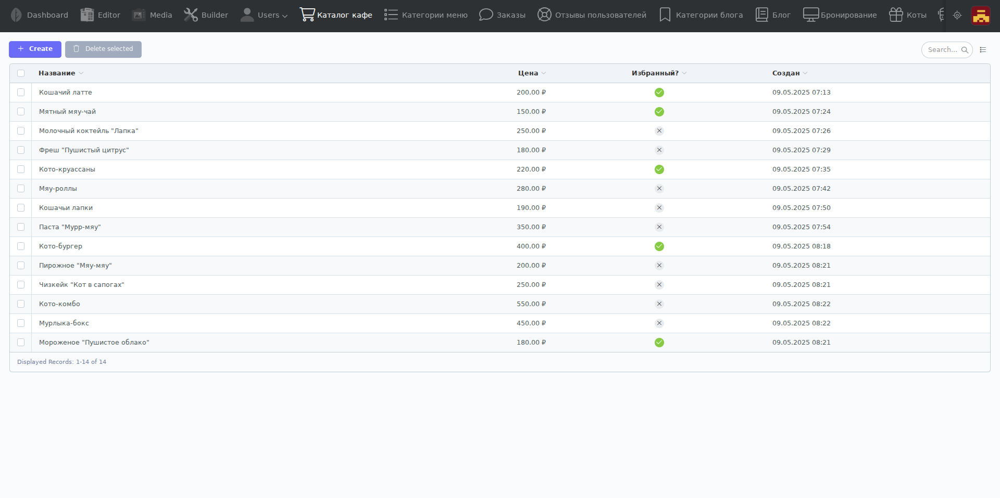 Dashboard Editor Media Builder Users Каталог кафе Категории меню Заказы Отзывы пользователей Категории блога Блог Бронирование Коты
Create Delete selected Search...
Название Цена Избранный? Создан
Кошачий латте 200.00 ₽ 09.05.2025 07:13
Мятный мяу-чай 150.00 ₽ 09.05.2025 07:24
Молочный коктейль "Лапка" 250.00 ₽ 09.05.2025 07:26
Фреш "Пушистый цитрус" 180.00 ₽ 09.05.2025 07:29
Кото-круассаны 220.00 ₽ 09.05.2025 07:35
Мяу-роллы 280.00 ₽ 09.05.2025 07:42
Кошачьи лапки 190.00 ₽ 09.05.2025 07:50
Паста "Мурр-мяу" 350.00 ₽ 09.05.2025 07:54
Кото-бургер 400.00 ₽ 09.05.2025 08:18
Пирожное "Мяу-мяу" 200.00 ₽ 09.05.2025 08:21
Чизкейк "Кот в сапогах" 250.00 ₽ 09.05.2025 08:21
Кото-комбо 550.00 ₽ 09.05.2025 08:22
Мурлыка-бокс 450.00 ₽ 09.05.2025 08:22
Мороженое "Пушистое облако" 180.00 ₽ 09.05.2025 08:21
Displayed Records: 1-14 of 14